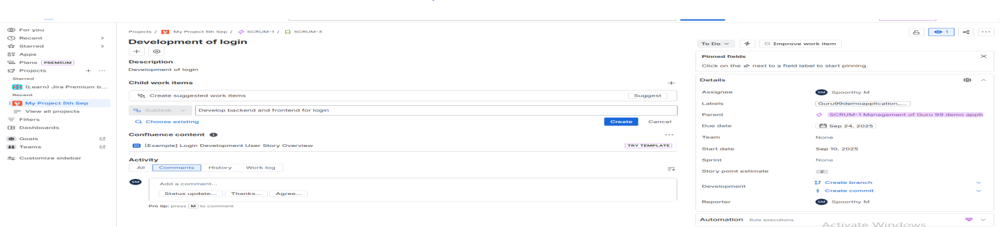 For you
Recent
Starred
Apps
Plans PREMIUM
Projects
Starred
(Learn) Jira Premium b...
Recent
My Project 5th Sep
View all projects
Filters
Dashboards
Goals
Teams
Customize sidebar
Projects / My Project 5th Sep / SCRUM-1 / SCRUM-3
Development of login
Description
Development of login
Child work items
Create suggested work items Suggest
Subtask Develop backend and frontend for login
Choose existing Create Cancel
Confluence content
[Example] Login Development User Story Overview TRY TEMPLATE
Activity
All Comments History Work log
SM Add a comment...
Status update... Thanks... Agree...
Pro tip: press M to comment
1
To Do Improve work item
Pinned fields
Click on the next to a field label to start pinning.
Details
Assignee SM Spoorthy M
Labels Guru99demoapplication_...
Parent SCRUM-1 Management of Guru 99 demo applic
Due date Sep 24, 2025
Team None
Start date Sep 10, 2025
Sprint None
Story point estimate 2
Development Create branch
Create commit
Reporter SM Spoorthy M
Automation Rule executions
Activate Windows